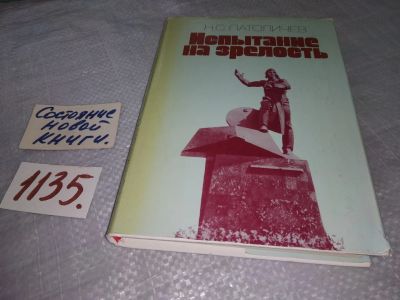 Н.С. ПАТОЛИЧЕВ
Испытание
на зрелость
Состояние
новой
книги.
1135.